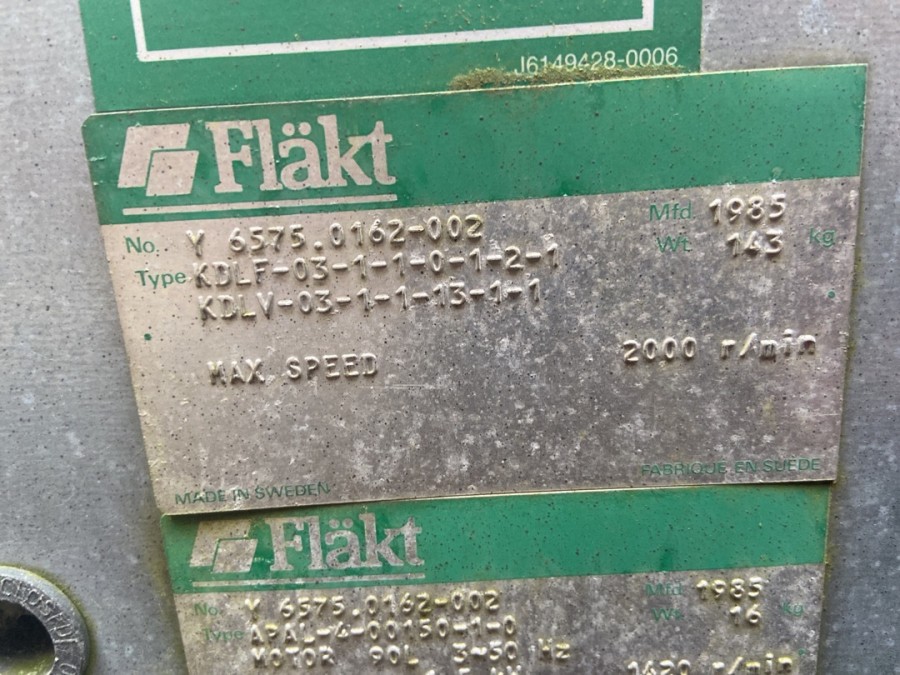 J6149428-0006
Fläkt
No. Y 6575.0162-002 Mfd. 1985
Type KDLF-03-1-1-0-1-2-1 Wt. 143 kg
KDLV-03-1-1-13-1-1
MAX SPEED 2000 r/min
MADE IN SWEDEN FABRIQUE EN SUEDE
Fläkt
No. Y 6575.0162-002 Mfd. 1985
Type APAL-4-00150-1-0 Wt. 16 kg
MOTOR 90L 3~50 Hz
1420 r/min